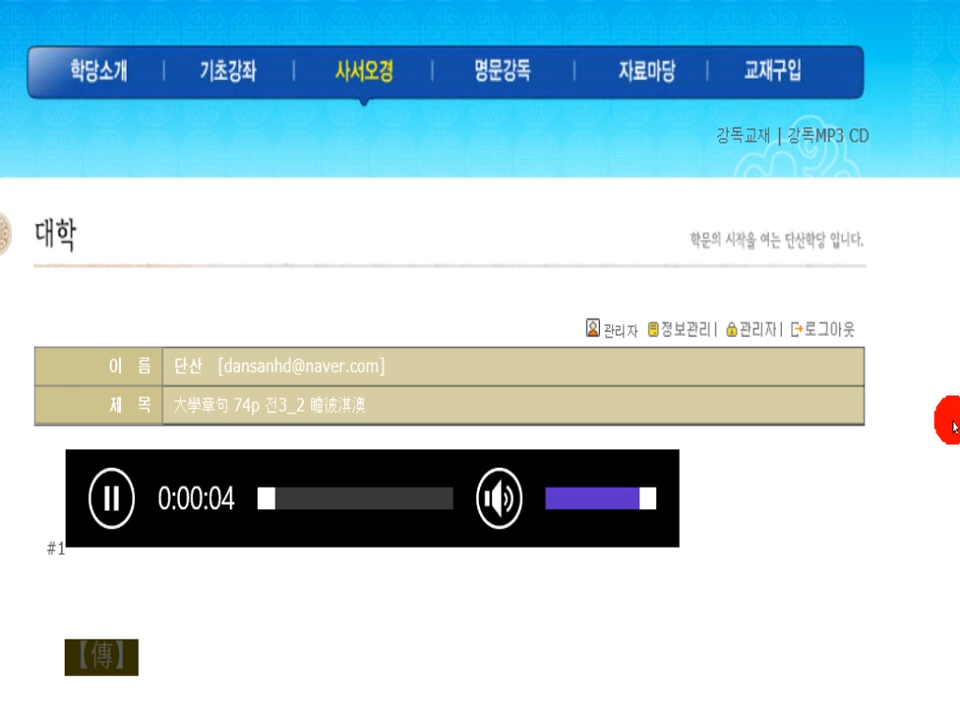 학당소개 | 기초강좌 | 사서오경 | 명문강독 | 자료마당 | 교재구입
강독교재 | 강독MP3 CD
대학
학문의 시작을 여는 단산학당 입니다.
관리자 정보관리| 관리자| 로그아웃
이 름 단산 [dansanhd@naver.com]
제 목 大學章句 74p 전3_2 瞻彼淇澳
0:00:04
#1
【傳】